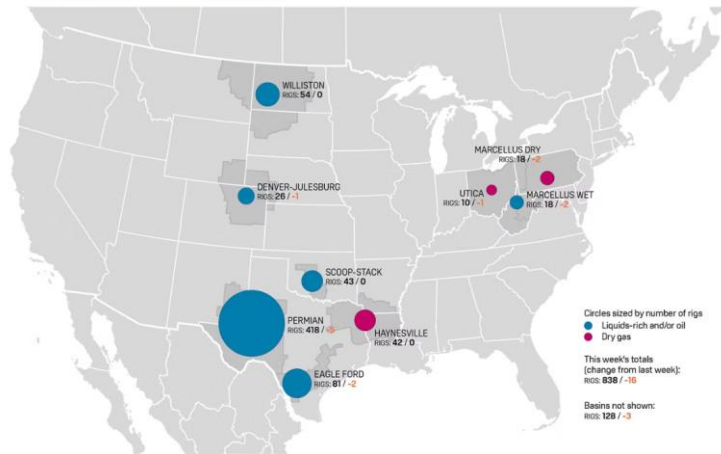 WILLISTON
RIGS: 54 / 0
MARCELLUS DRY
RIGS: 18 / -2
DENVER-JULESBURG
RIGS: 26 / -1
UTICA
RIGS: 10 / -1
MARCELLUS WET
RIGS: 18 / -2
SCOOP-STACK
RIGS: 43 / 0
PERMIAN
RIGS: 418 / -5
HAYNESVILLE
RIGS: 42 / 0
EAGLE FORD
RIGS: 81 / -2
Circles sized by number of rigs
Liquids-rich and/or oil
Dry gas
This week's totals
(change from last week):
RIGS: 838 / -16
Basins not shown:
RIGS: 128 / -3